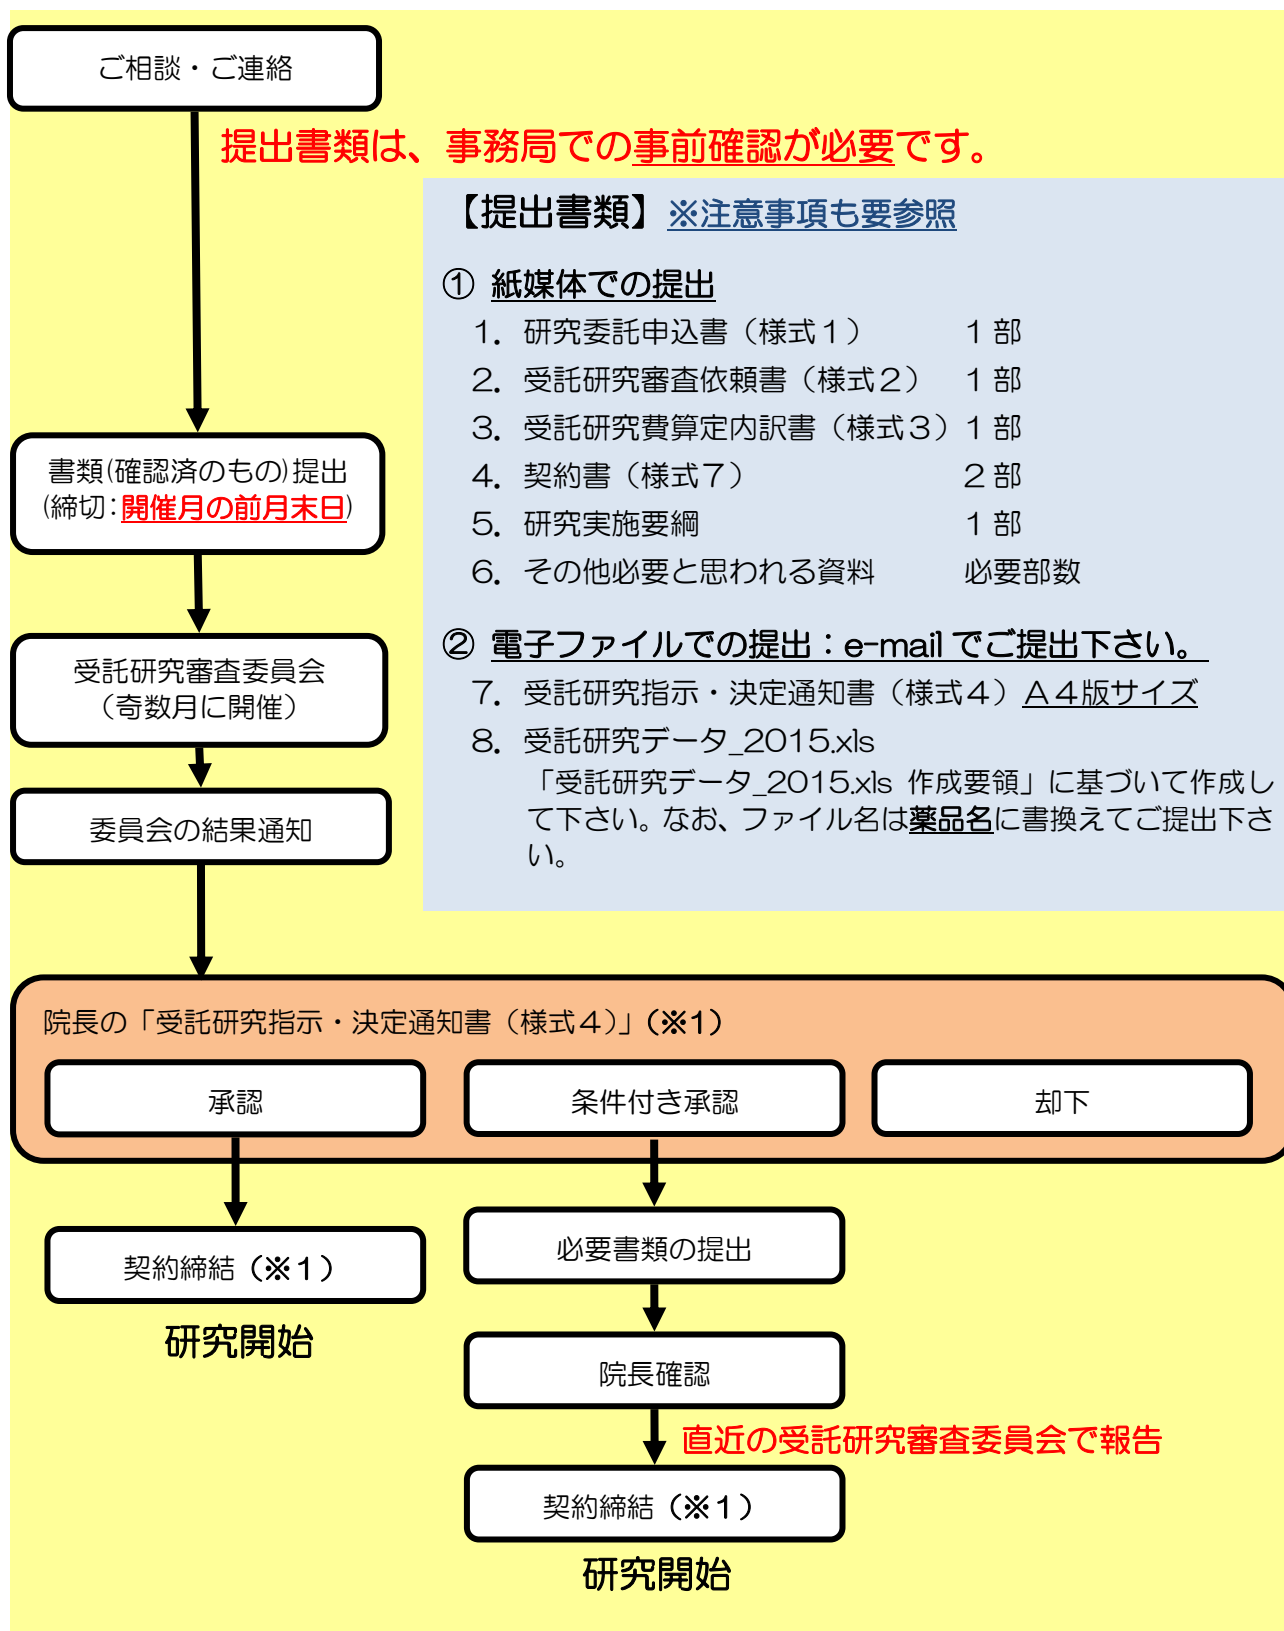 ご相談・ご連絡
提出書類は、事務局での事前確認が必要です。
【提出書類】※注意事項も要参照
① 紙媒体での提出
1．研究委託申込書（様式１） 1 部
2．受託研究審査依頼書（様式２） 1 部
3．受託研究費算定内訳書（様式３） 1 部
4．契約書（様式７） 2 部
5．研究実施要綱 1 部
6．その他必要と思われる資料 必要部数
② 電子ファイルでの提出：e-mail でご提出下さい。
7．受託研究指示・決定通知書（様式４）Ａ４版サイズ
8．受託研究データ_2015.xls
「受託研究データ_2015.xls 作成要領」に基づいて作成し
て下さい。なお、ファイル名は薬品名に書換えてご提出下さ
い。
書類(確認済のもの)提出
(締切：開催月の前月末日)
受託研究審査委員会
（奇数月に開催）
委員会の結果通知
院長の「受託研究指示・決定通知書（様式４）」（※1）
承認
条件付き承認
却下
契約締結（※１）
研究開始
必要書類の提出
院長確認
直近の受託研究審査委員会で報告
契約締結（※１）
研究開始